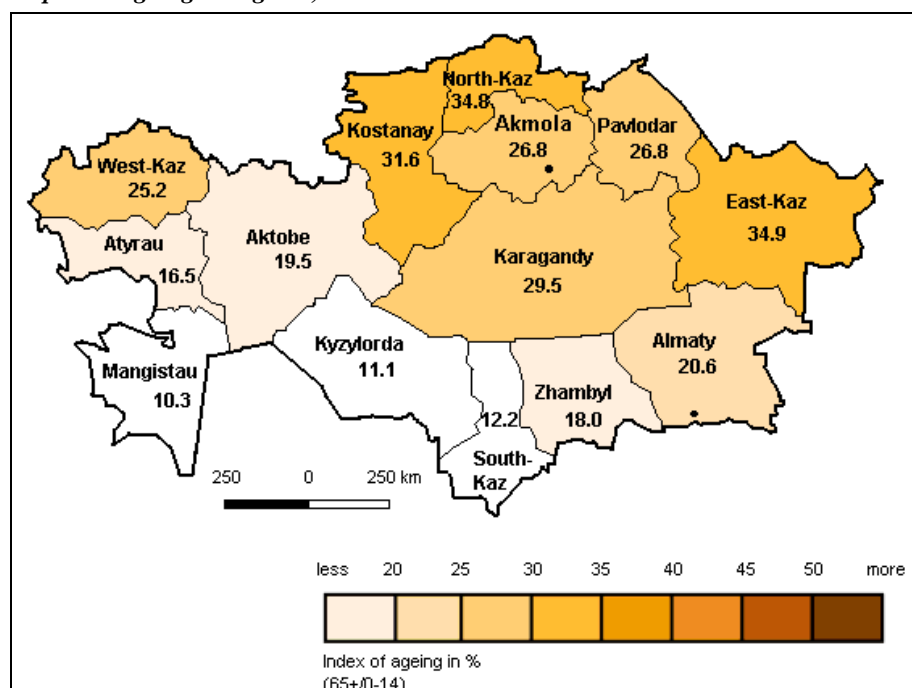 North-Kaz
34.8
Kostanay
31.6
Akmola
26.8
Pavlodar
26.8
West-Kaz
25.2
East-Kaz
34.9
Atyrau
16.5
Aktobe
19.5
Karagandy
29.5
Kyzylorda
11.1
Almaty
20.6
Mangistau
10.3
Zhambyl
18.0
12.2
South-
Kaz
250 0 250 km
less 20 25 30 35 40 45 50 more
Index of ageing in %
(65+/0-14)